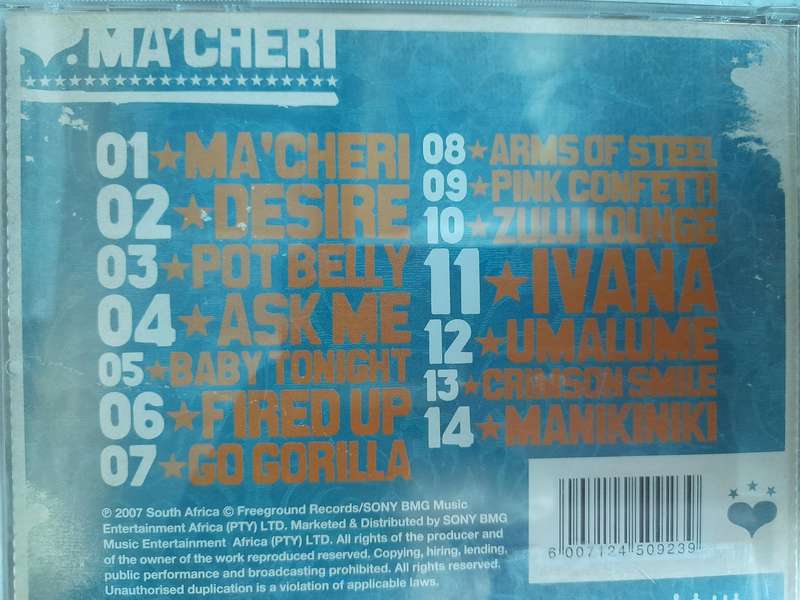 MA'CHERI
01★MA'CHERI
02★DESIRE
03★POT BELLY
04★ASK ME
05★BABY TONIGHT
06★FIRED UP
07★GO GORILLA
08★ARMS OF STEEL
09★PINK CONFETTI
10★ZULU LOUNGE
11★IVANA
12★UMALUME
13★CRIMSON SMILE
14★MANIKINIKI
℗ 2007 South Africa © Freeground Records/SONY BMG Music
Entertainment Africa (PTY) LTD. Marketed & Distributed by SONY BMG
Music Entertainment Africa (PTY) LTD. All rights of the producer and
of the owner of the work reproduced reserved. Copying, hiring, lending,
public performance and broadcasting prohibited. All rights reserved.
Unauthorised duplication is a violation of applicable laws.
6 007124 509239